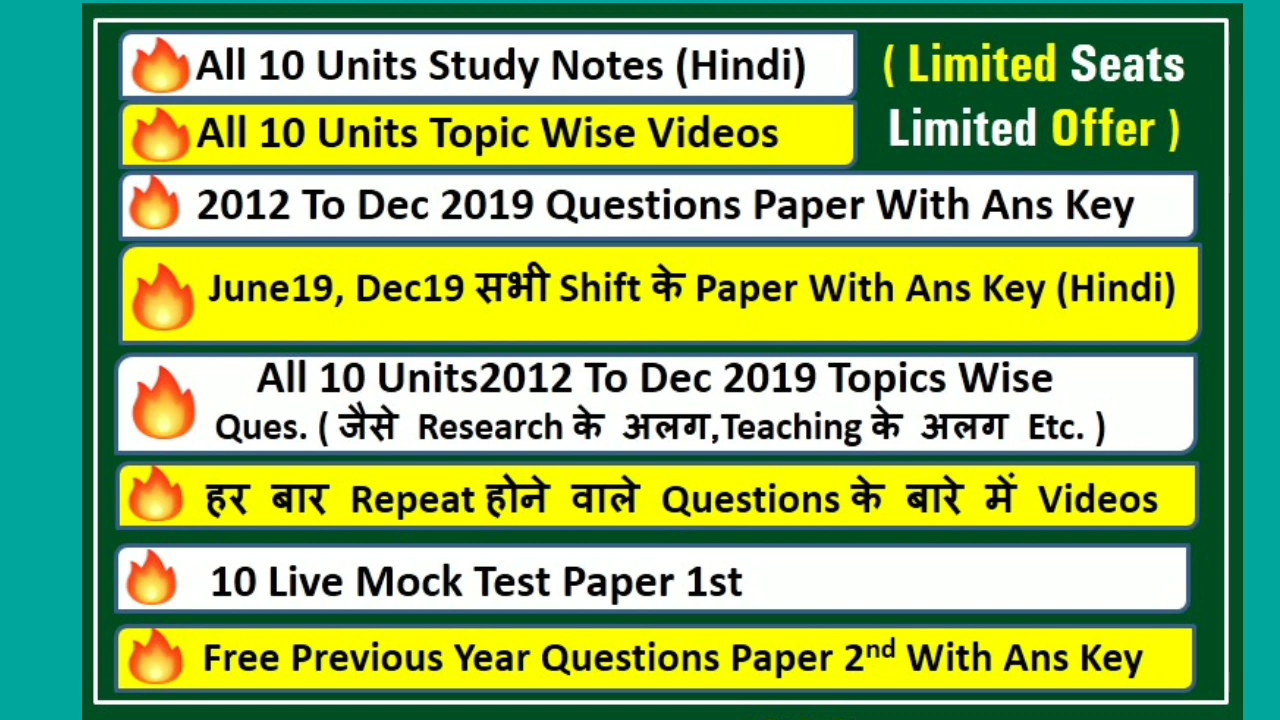 All 10 Units Study Notes (Hindi)
( Limited Seats
Limited Offer )
All 10 Units Topic Wise Videos
2012 To Dec 2019 Questions Paper With Ans Key
June19, Dec19 सभी Shift के Paper With Ans Key (Hindi)
All 10 Units2012 To Dec 2019 Topics Wise
Ques. ( जैसे Research के अलग,Teaching के अलग Etc. )
हर बार Repeat होने वाले Questions के बारे में Videos
10 Live Mock Test Paper 1st
Free Previous Year Questions Paper 2nd With Ans Key